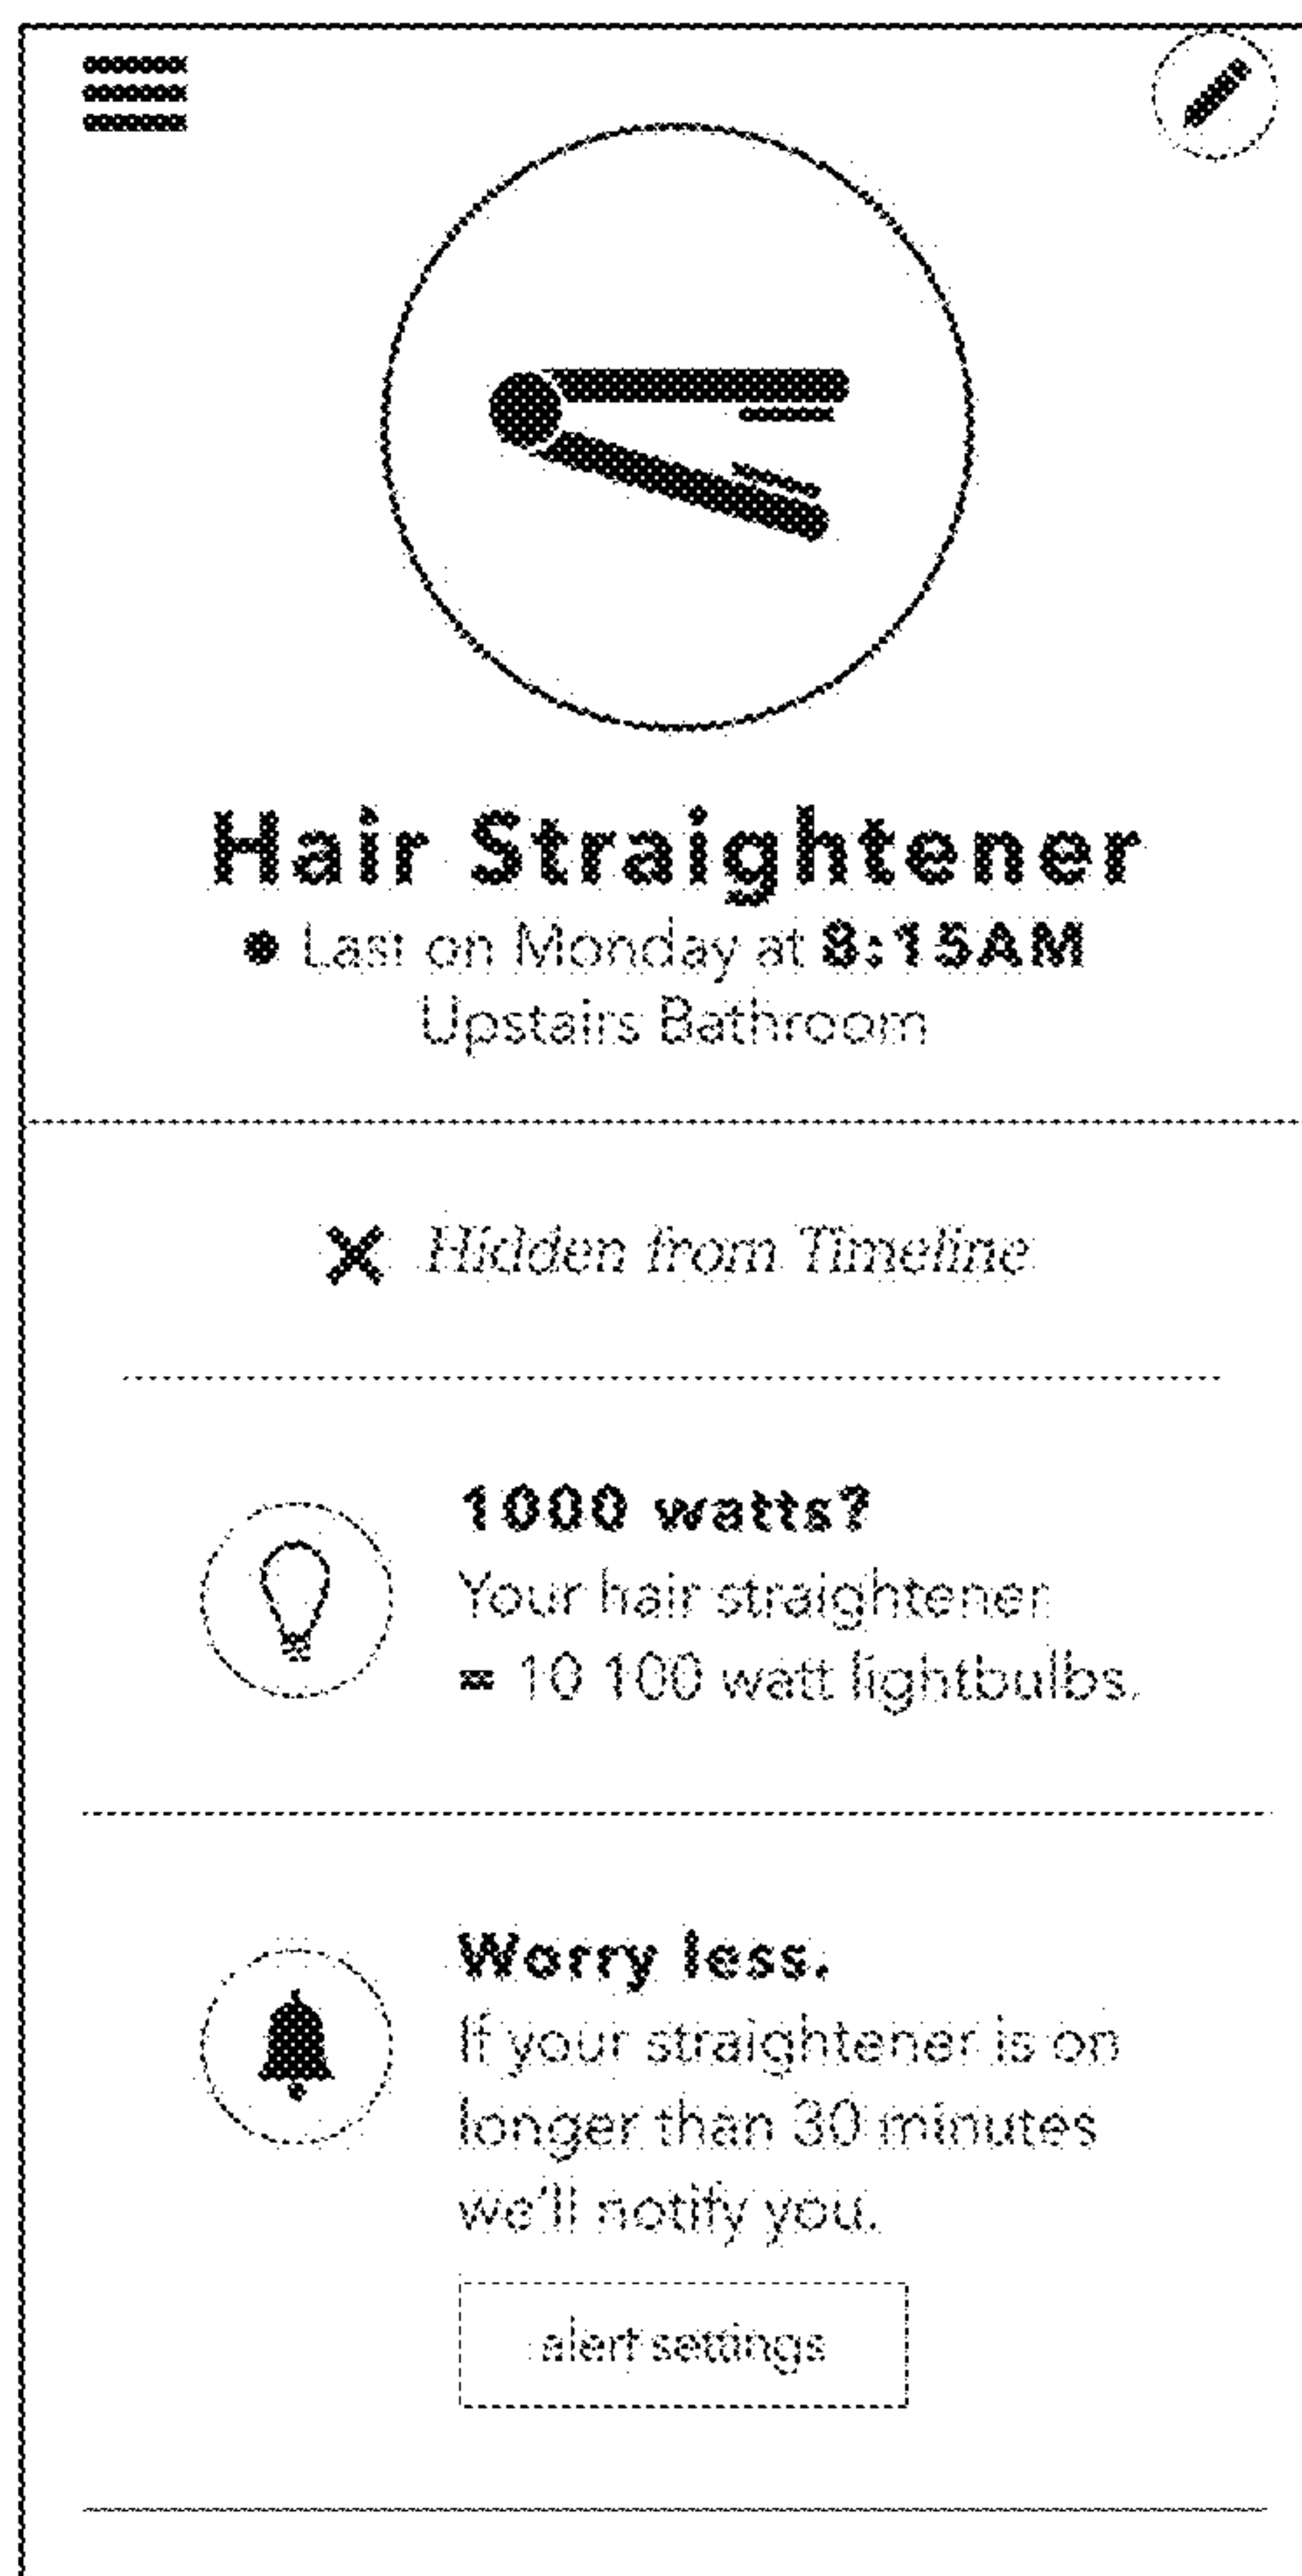 Hair Straightener
Last on Monday at 8:15AM
Upstairs Bathroom
Hidden from Timeline
1000 watts?
Your hair straightener
= 10 100 watt lightbulbs.
Worry less.
If your straightener is on
longer than 30 minutes
we'll notify you.
alert settings